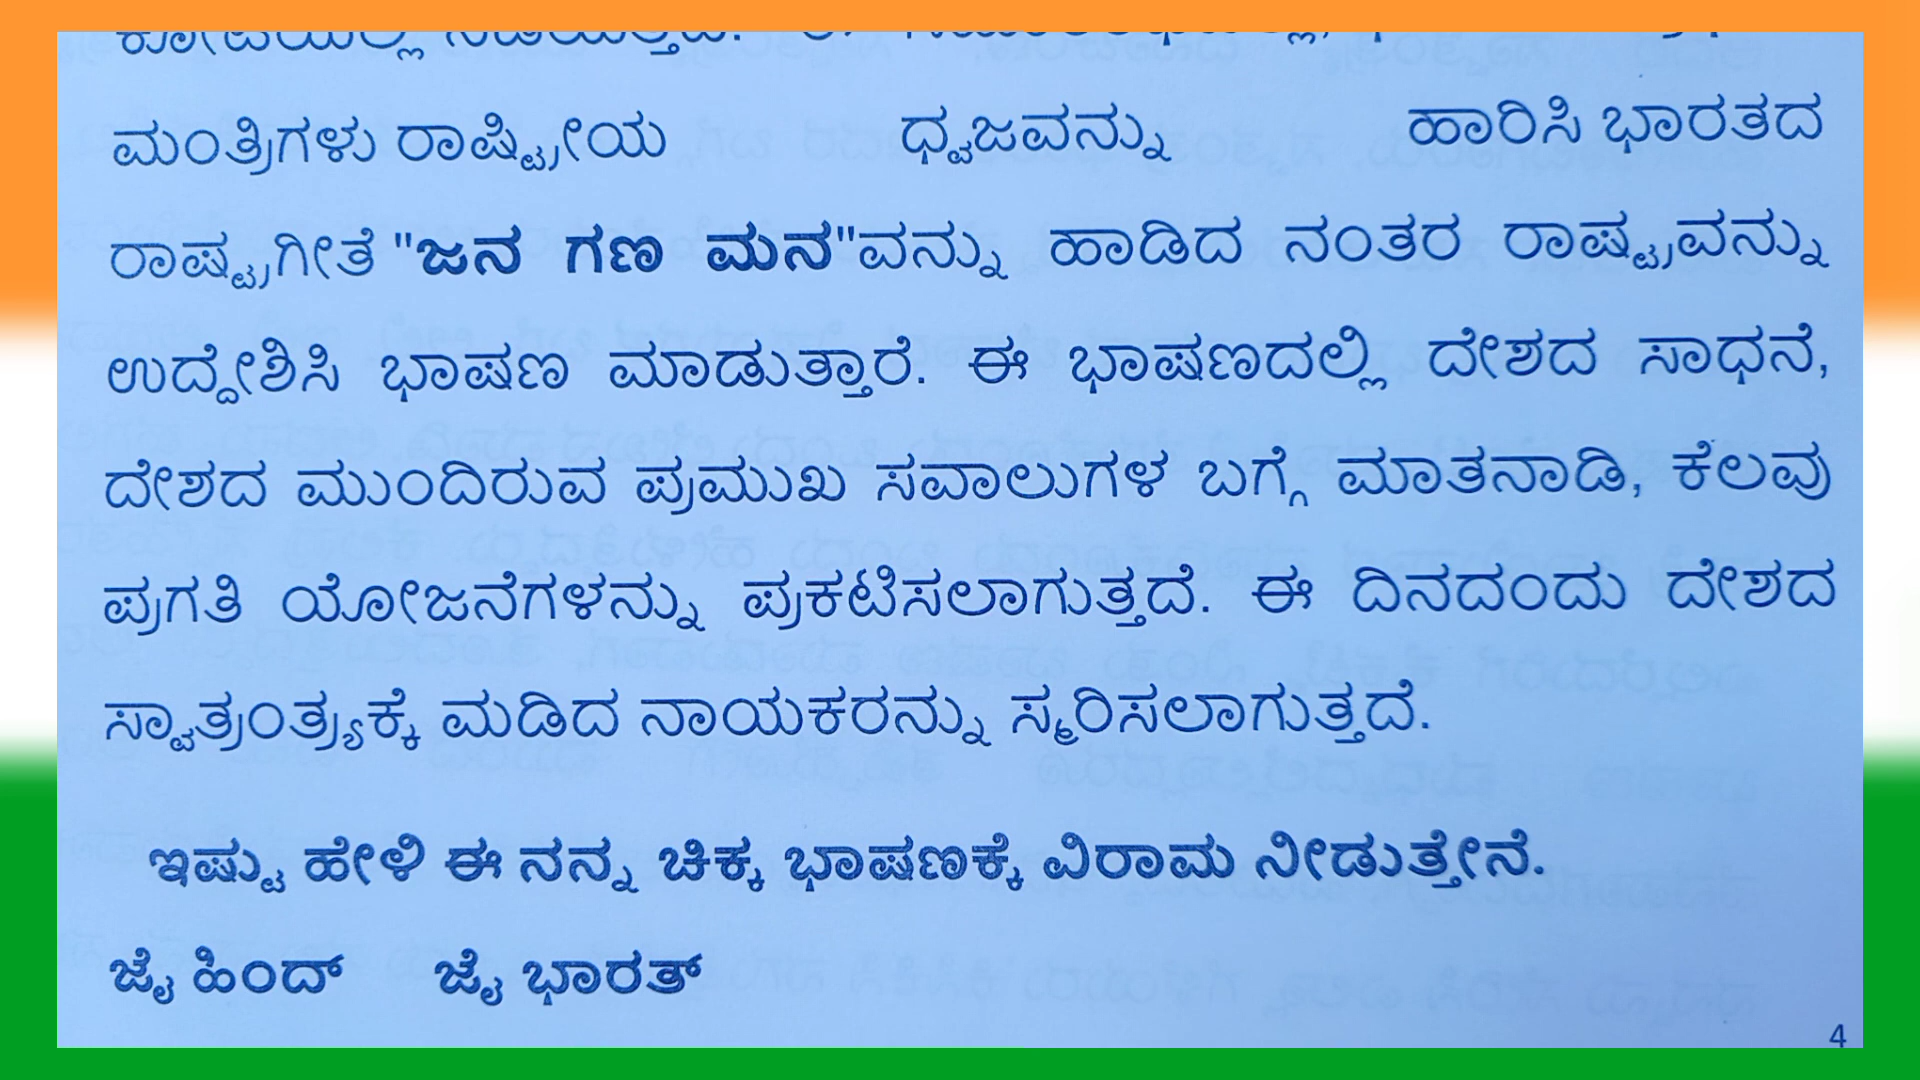 ಮಂತ್ರಿಗಳು ರಾಷ್ಟ್ರೀಯ ಧ್ವಜವನ್ನು ಹಾರಿಸಿ ಭಾರತದ
ರಾಷ್ಟ್ರಗೀತೆ "ಜನ ಗಣ ಮನ"ವನ್ನು ಹಾಡಿದ ನಂತರ ರಾಷ್ಟ್ರವನ್ನು
ಉದ್ದೇಶಿಸಿ ಭಾಷಣ ಮಾಡುತ್ತಾರೆ. ಈ ಭಾಷಣದಲ್ಲಿ ದೇಶದ ಸಾಧನೆ,
ದೇಶದ ಮುಂದಿರುವ ಪ್ರಮುಖ ಸವಾಲುಗಳ ಬಗ್ಗೆ ಮಾತನಾಡಿ, ಕೆಲವು
ಪ್ರಗತಿ ಯೋಜನೆಗಳನ್ನು ಪ್ರಕಟಿಸಲಾಗುತ್ತದೆ. ಈ ದಿನದಂದು ದೇಶದ
ಸ್ವಾತ್ರಂತ್ರ್ಯಕ್ಕೆ ಮಡಿದ ನಾಯಕರನ್ನು ಸ್ಮರಿಸಲಾಗುತ್ತದೆ.
ಇಷ್ಟು ಹೇಳಿ ಈ ನನ್ನ ಚಿಕ್ಕ ಭಾಷಣಕ್ಕೆ ವಿರಾಮ ನೀಡುತ್ತೇನೆ.
ಜೈ ಹಿಂದ್ ಜೈ ಭಾರತ್
4